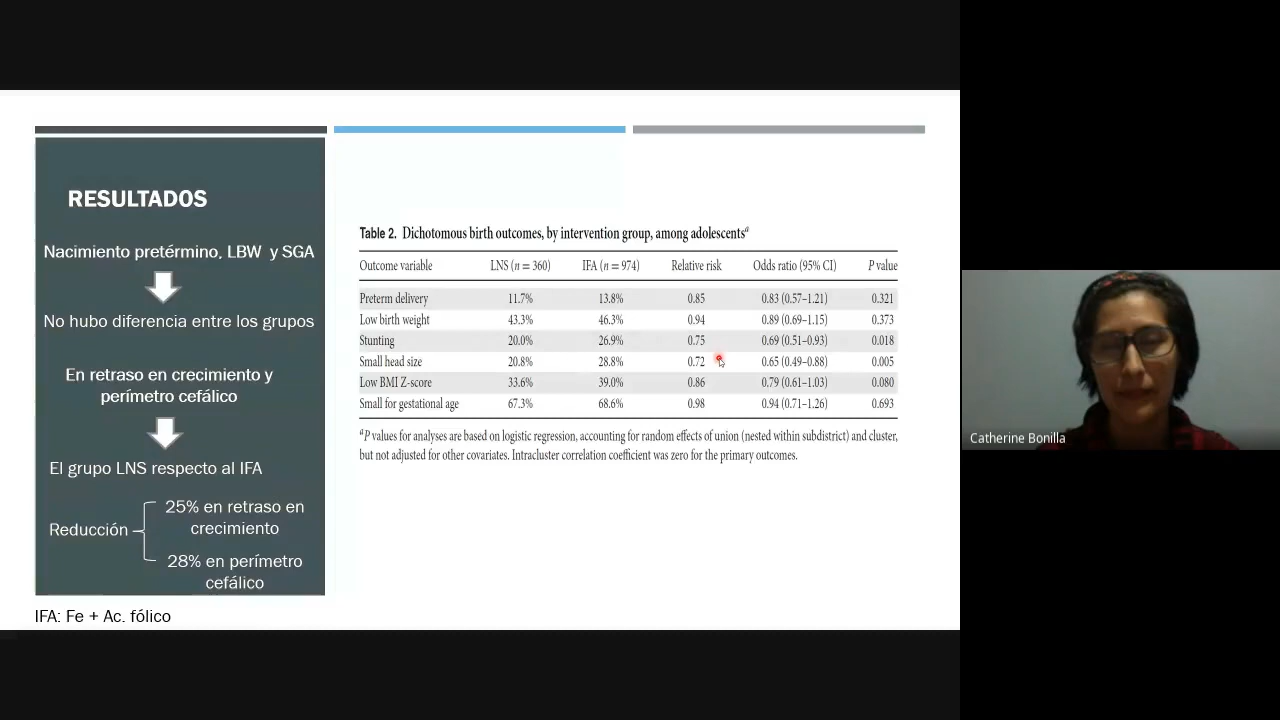 RESULTADOS
Nacimiento pretérmino, LBW y SGA
No hubo diferencia entre los grupos
En retraso en crecimiento y
perímetro cefálico
El grupo LNS respecto al IFA
Reducción
25% en retraso en
crecimiento
28% en perímetro
cefálico
IFA: Fe + Ac. fólico
Table 2. Dichotomous birth outcomes, by intervention group, among adolescentsᵃ
Outcome variable LNS (n = 360) IFA (n = 974) Relative risk Odds ratio (95% CI) P value
Preterm delivery 11.7% 13.8% 0.85 0.83 (0.57–1.21) 0.321
Low birth weight 43.3% 46.3% 0.94 0.89 (0.69–1.15) 0.373
Stunting 20.0% 26.9% 0.75 0.69 (0.51–0.93) 0.018
Small head size 20.8% 28.8% 0.72 0.65 (0.49–0.88) 0.005
Low BMI Z-score 33.6% 39.0% 0.86 0.79 (0.61–1.03) 0.080
Small for gestational age 67.3% 68.6% 0.98 0.94 (0.71–1.26) 0.693
ᵃP values for analyses are based on logistic regression, accounting for random effects of union (nested within subdistrict) and cluster,
but not adjusted for other covariates. Intracluster correlation coefficient was zero for the primary outcomes.
Catherine Bonilla